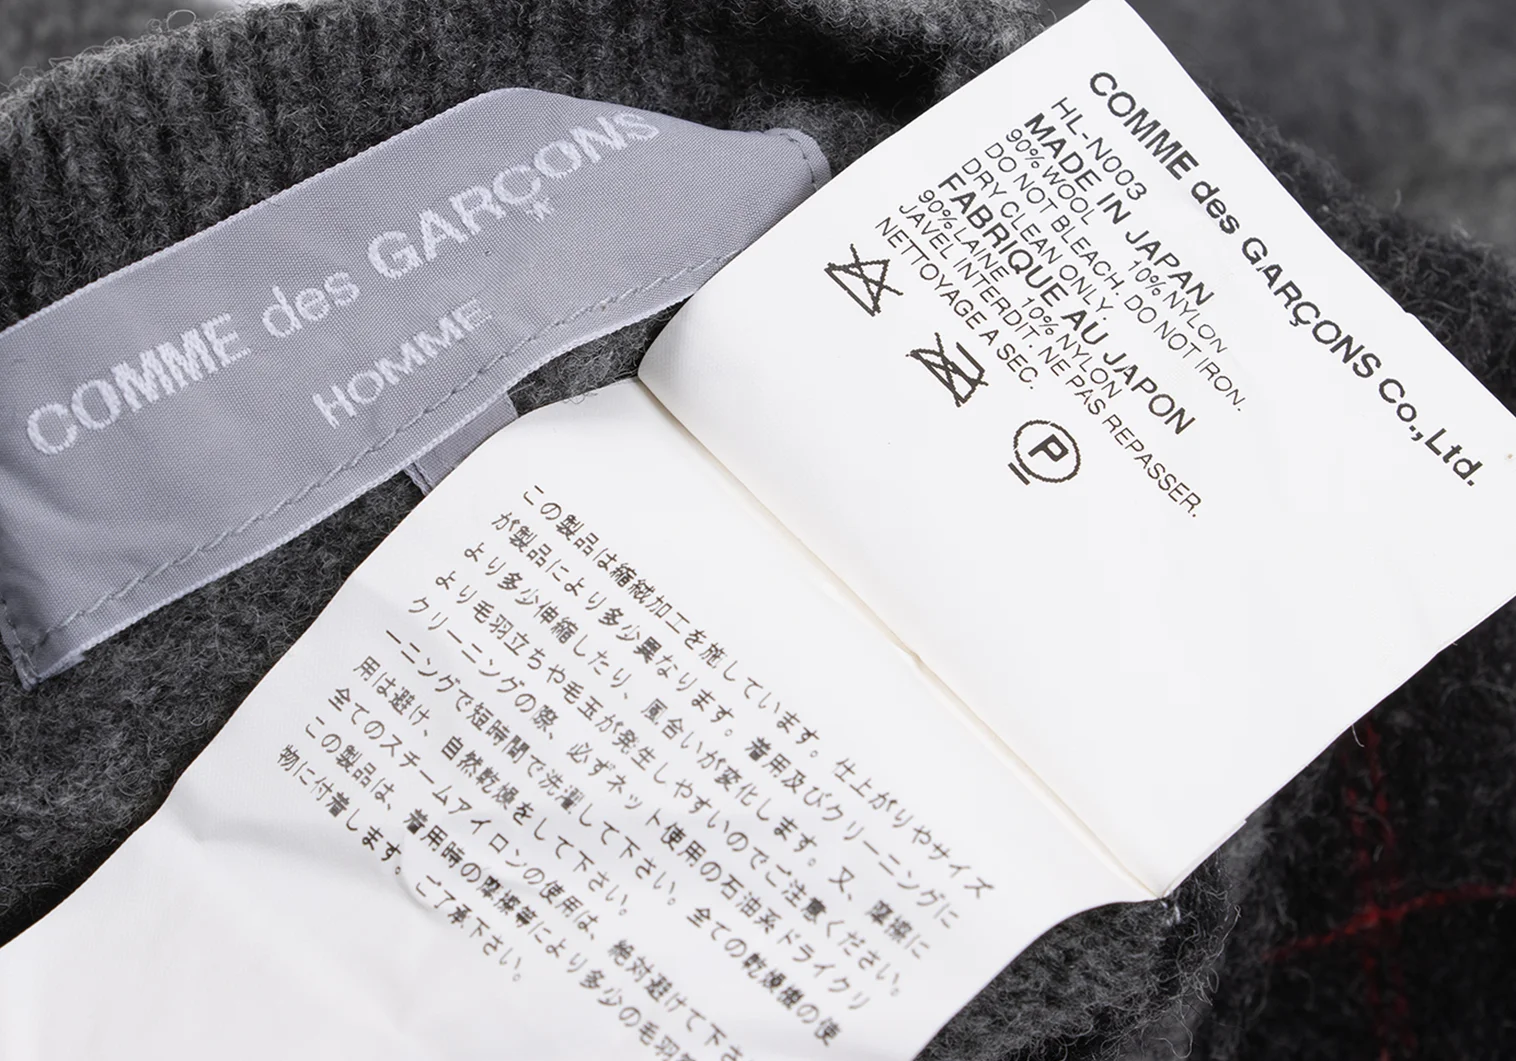 COMME des GARÇONS
HOMME
COMME des GARÇONS Co.,Ltd.
HL-N003
MADE IN JAPAN
90% WOOL 10% NYLON
DO NOT BLEACH. DO NOT IRON.
DRY CLEAN ONLY.
FABRIQUE AU JAPON
90% LAINE 10% NYLON
JAVEL INTERDIT. NE PAS REPASSER.
NETTOYAGE A SEC.
P
この製品は縮絨加工を施しています。仕上がりやサイズ
が製品により多少異なります。着用及びクリーニングに
より多少伸縮したり、風合いが変化します。又、摩擦に
より毛羽立ちや毛玉が発生しやすいのでご注意ください。
クリーニングの際、必ずネット使用の石油系ドライクリ
ーニングで短時間で洗濯して下さい。全ての乾燥機の使
用は避け、自然乾燥をして下さい。
全てのスチームアイロンの使用は、絶対避けて下さ
この製品は、着用時の摩擦等により多少の毛羽
物に付着します。ご了承下さい。